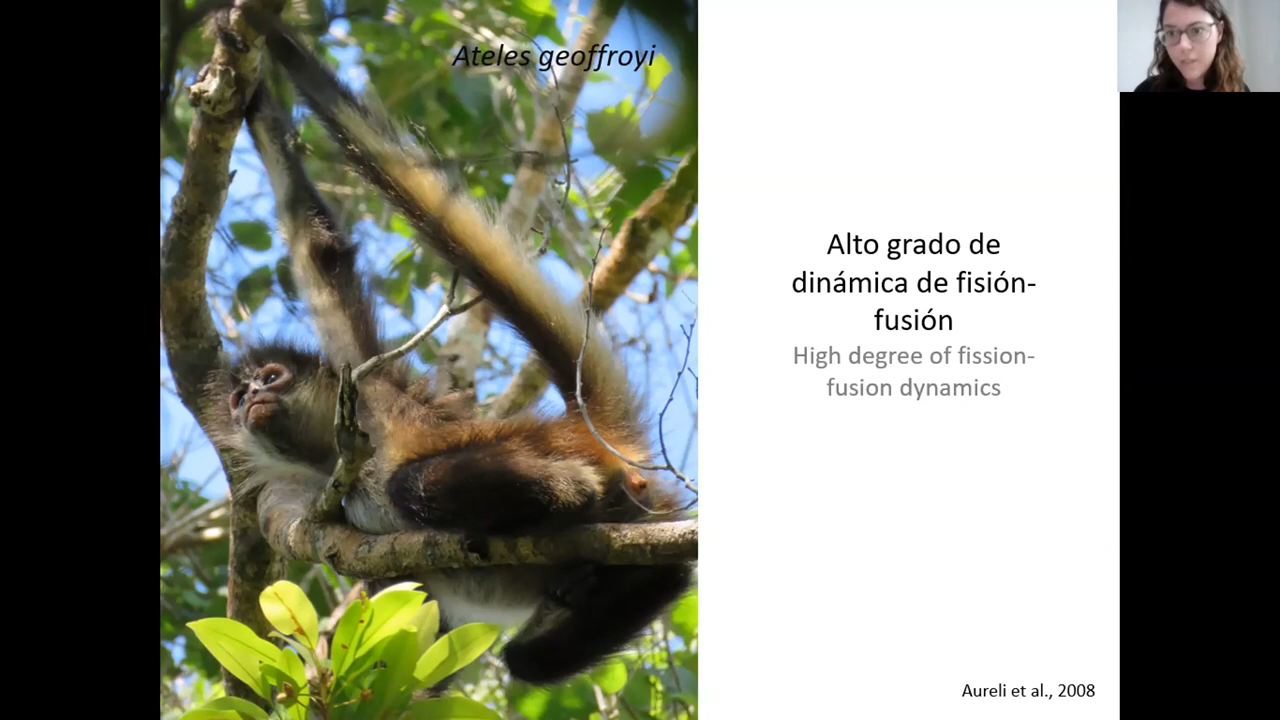 Ateles geoffroyi
Alto grado de
dinámica de fisión-
fusión
High degree of fission-
fusion dynamics
Aureli et al., 2008